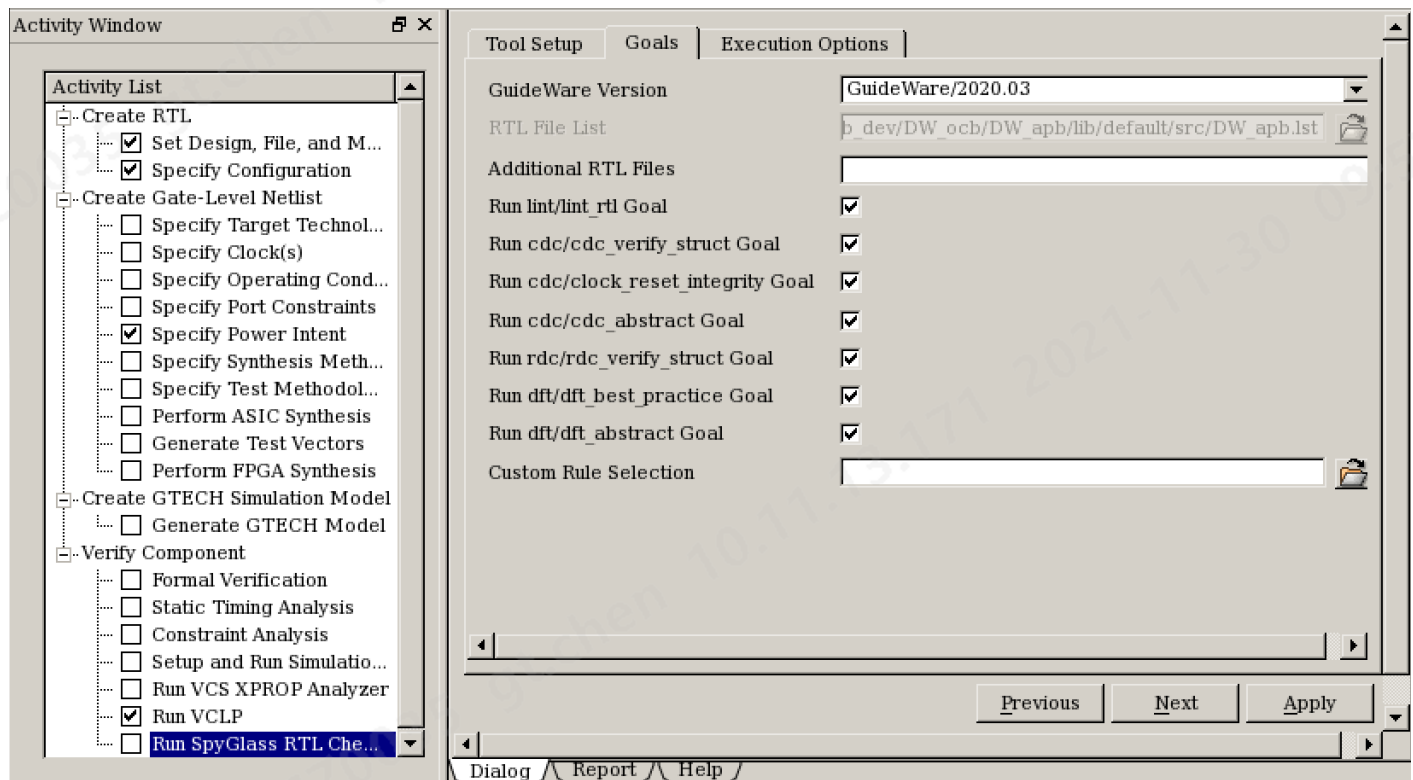 Activity Window
Activity List
Create RTL
Set Design, File, and M...
Specify Configuration
Create Gate-Level Netlist
Specify Target Technol...
Specify Clock(s)
Specify Operating Cond...
Specify Port Constraints
Specify Power Intent
Specify Synthesis Meth...
Specify Test Methodol...
Perform ASIC Synthesis
Generate Test Vectors
Perform FPGA Synthesis
Create GTECH Simulation Model
Generate GTECH Model
Verify Component
Formal Verification
Static Timing Analysis
Constraint Analysis
Setup and Run Simulatio...
Run VCS XPROP Analyzer
Run VCLP
Run SpyGlass RTL Che...
Tool Setup Goals Execution Options
GuideWare Version GuideWare/2020.03
RTL File List b_dev/DW_ocb/DW_apb/lib/default/src/DW_apb.lst
Additional RTL Files
Run lint/lint_rtl Goal
Run cdc/cdc_verify_struct Goal
Run cdc/clock_reset_integrity Goal
Run cdc/cdc_abstract Goal
Run rdc/rdc_verify_struct Goal
Run dft/dft_best_practice Goal
Run dft/dft_abstract Goal
Custom Rule Selection
Previous Next Apply
Dialog Report Help
10.11.13.171 2021-11-30